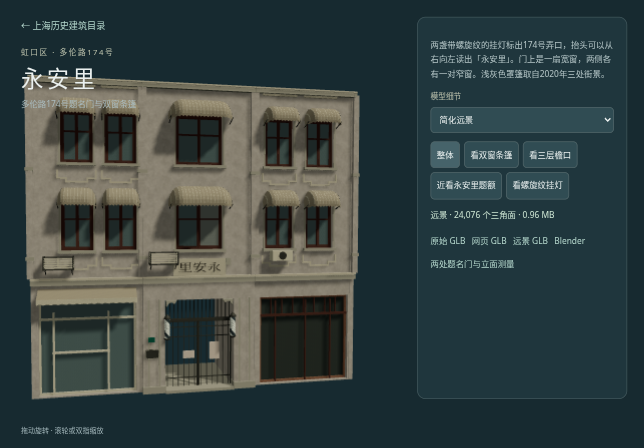 ← 上海历史建筑目录
虹口区 · 多伦路174号
永安里
多伦路174号题名门与双窗条篷
里安永
拖动旋转 · 滚轮或双指缩放
两盏带螺旋纹的挂灯标出174号弄口，抬头可以从
右向左读出「永安里」。门上是一扇宽窗，两侧各
有一对窄窗。浅灰色罩篷取自2020年三处街景。
模型细节
简化远景
整体
看双窗条篷
看三层檐口
近看永安里题额
看螺旋纹挂灯
远景 · 24,076 个三角面 · 0.96 MB
原始 GLB 网页 GLB 远景 GLB Blender
两处题名门与立面测量